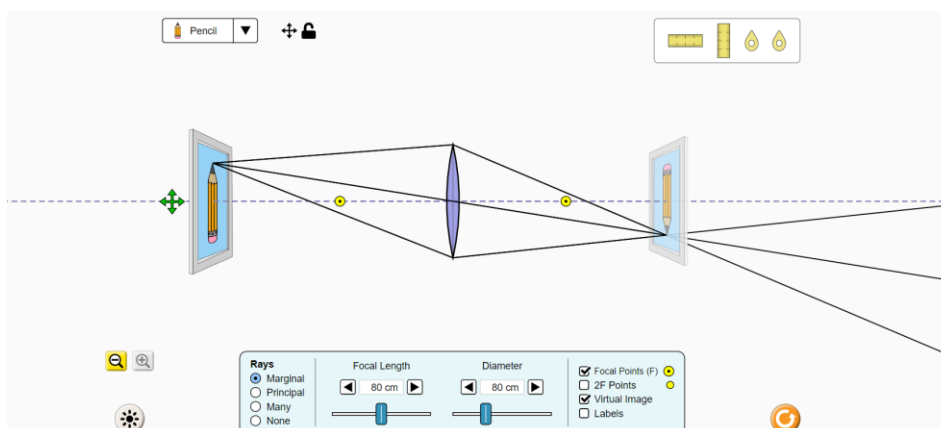 Pencil
Rays
Marginal
Principal
Many
None
Focal Length
80 cm
Diameter
80 cm
Focal Points (F)
2F Points
Virtual Image
Labels